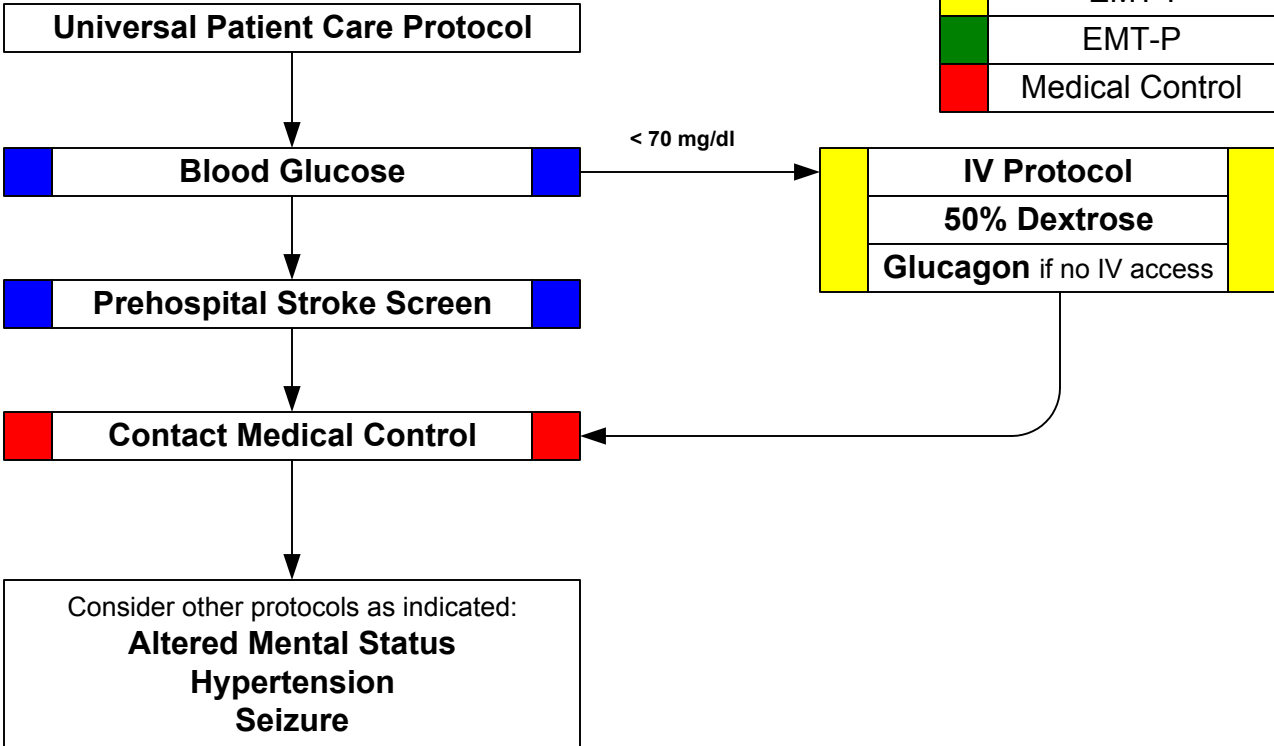 Universal Patient Care Protocol
EMT-P
Medical Control
Blood Glucose
< 70 mg/dl
IV Protocol
50% Dextrose
Glucagon if no IV access
Prehospital Stroke Screen
Contact Medical Control
Consider other protocols as indicated:
Altered Mental Status
Hypertension
Seizure